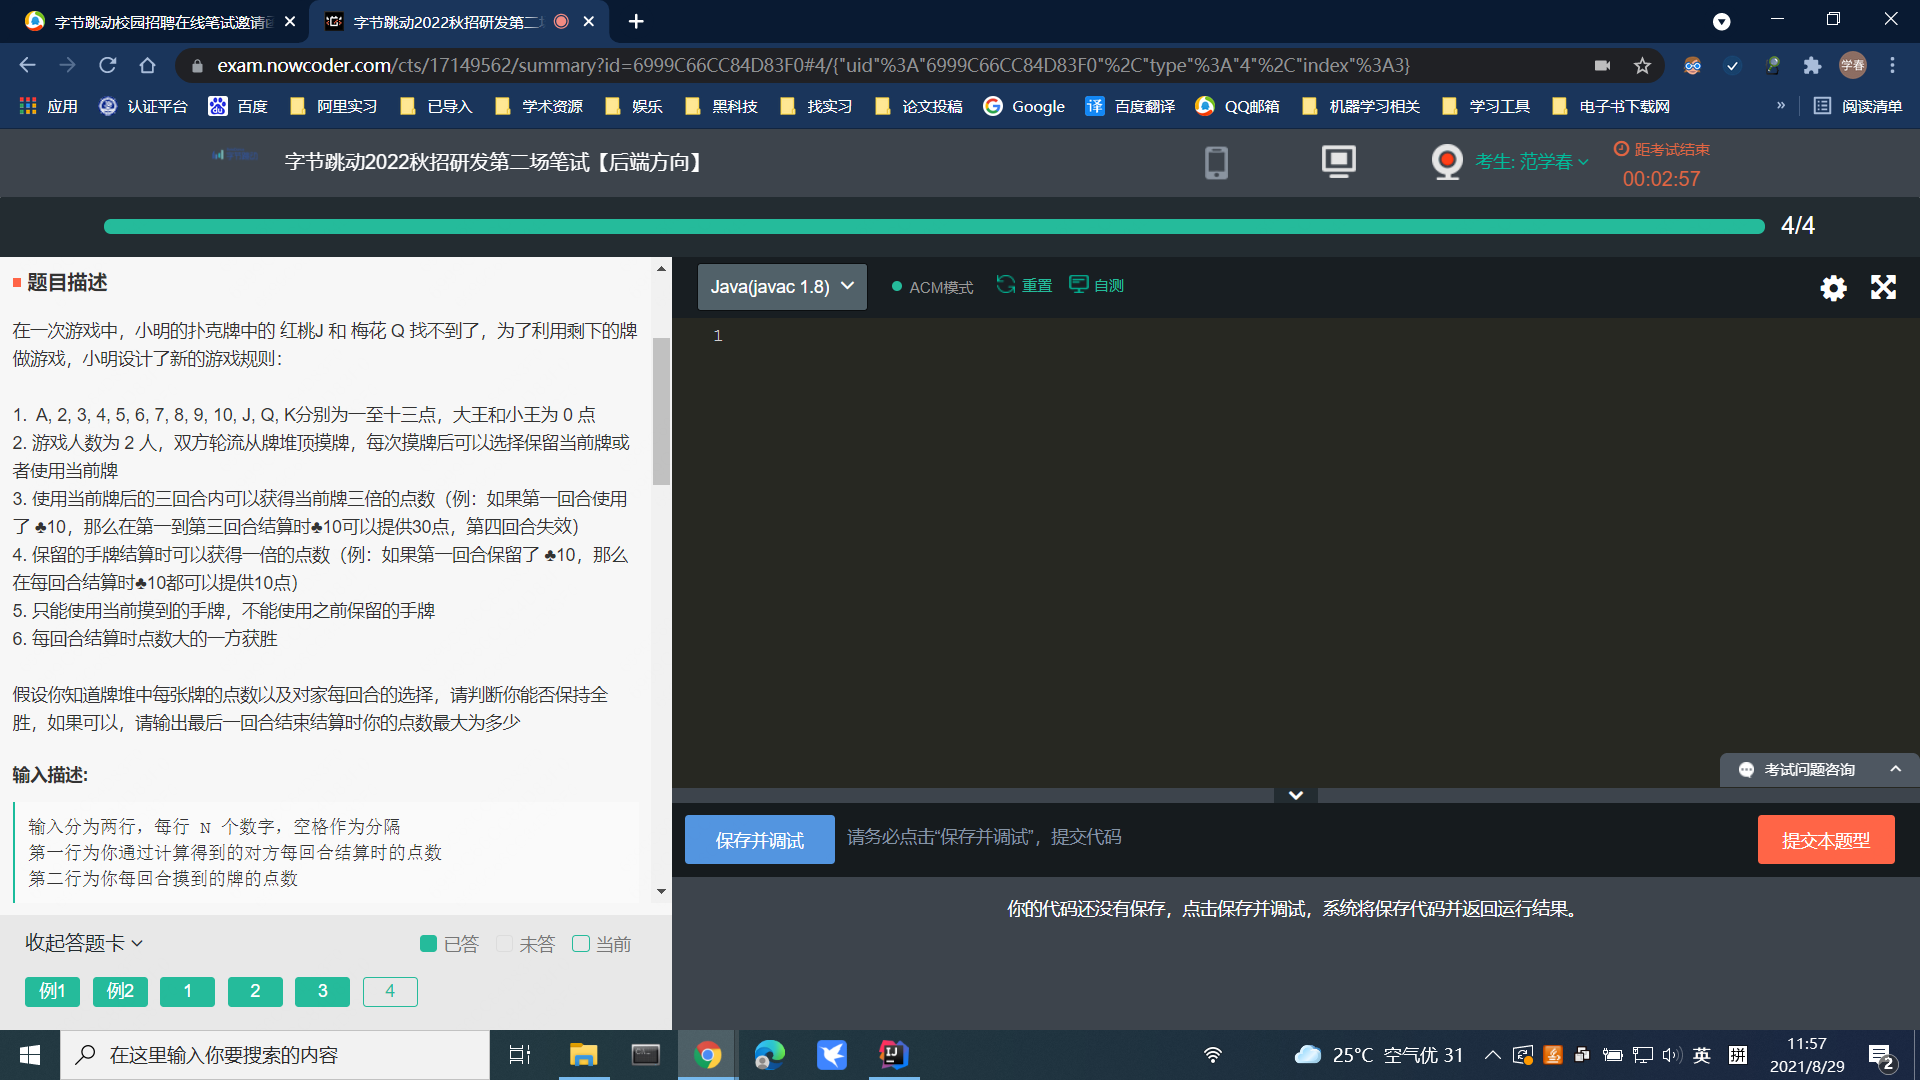 字节跳动校园招聘在线笔试邀请函
字节跳动2022秋招研发第二场
exam.nowcoder.com/cts/17149562/summary?id=6999C66CC84D83F0#4/{"uid"%3A"6999C66CC84D83F0"%2C"type"%3A"4"%2C"index"%3A3}
学春
应用 认证平台 百度 阿里实习 已导入 学术资源 娱乐 黑科技 找实习 论文投稿 Google 译 百度翻译 QQ邮箱 机器学习相关 学习工具 电子书下载网 » 阅读清单
字节跳动2022秋招研发第二场笔试【后端方向】
考生: 范学春
距考试结束
00:02:57
4/4
题目描述
在一次游戏中，小明的扑克牌中的 红桃J 和 梅花 Q 找不到了，为了利用剩下的牌
做游戏，小明设计了新的游戏规则：
1. A, 2, 3, 4, 5, 6, 7, 8, 9, 10, J, Q, K分别为一至十三点，大王和小王为 0 点
2. 游戏人数为 2 人，双方轮流从牌堆顶摸牌，每次摸牌后可以选择保留当前牌或
者使用当前牌
3. 使用当前牌后的三回合内可以获得当前牌三倍的点数（例：如果第一回合使用
了 ♣10，那么在第一到第三回合结算时♣10可以提供30点，第四回合失效）
4. 保留的手牌结算时可以获得一倍的点数（例：如果第一回合保留了 ♣10，那么
在每回合结算时♣10都可以提供10点）
5. 只能使用当前摸到的手牌，不能使用之前保留的手牌
6. 每回合结算时点数大的一方获胜
假设你知道牌堆中每张牌的点数以及对家每回合的选择，请判断你能否保持全
胜，如果可以，请输出最后一回合结束结算时你的点数最大为多少
输入描述:
输入分为两行，每行 N 个数字，空格作为分隔
第一行为你通过计算得到的对方每回合结算时的点数
第二行为你每回合摸到的牌的点数
收起答题卡
已答 未答 当前
例1 例2 1 2 3 4
Java(javac 1.8) ACM模式 重置 自测
1
考试问题咨询
保存并调试 请务必点击“保存并调试”，提交代码 提交本题型
你的代码还没有保存，点击保存并调试，系统将保存代码并返回运行结果。
在这里输入你要搜索的内容
25°C 空气优 31
英 拼
11:57
2021/8/29
2